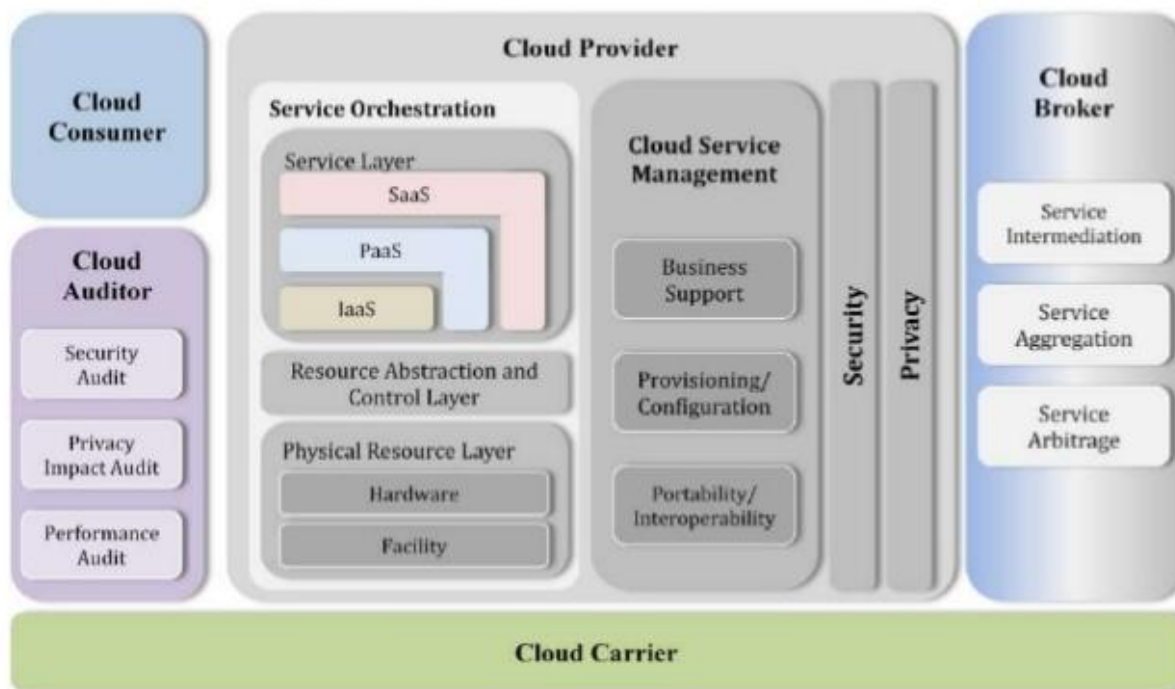 Cloud
Consumer
Cloud
Auditor
Security
Audit
Privacy
Impact Audit
Performance
Audit
Cloud Provider
Service Orchestration
Service Layer
SaaS
PaaS
IaaS
Resource Abstraction and
Control Layer
Physical Resource Layer
Hardware
Facility
Cloud Service
Management
Business
Support
Provisioning/
Configuration
Portability/
Interoperability
Security
Privacy
Cloud
Broker
Service
Intermediation
Service
Aggregation
Service
Arbitrage
Cloud Carrier